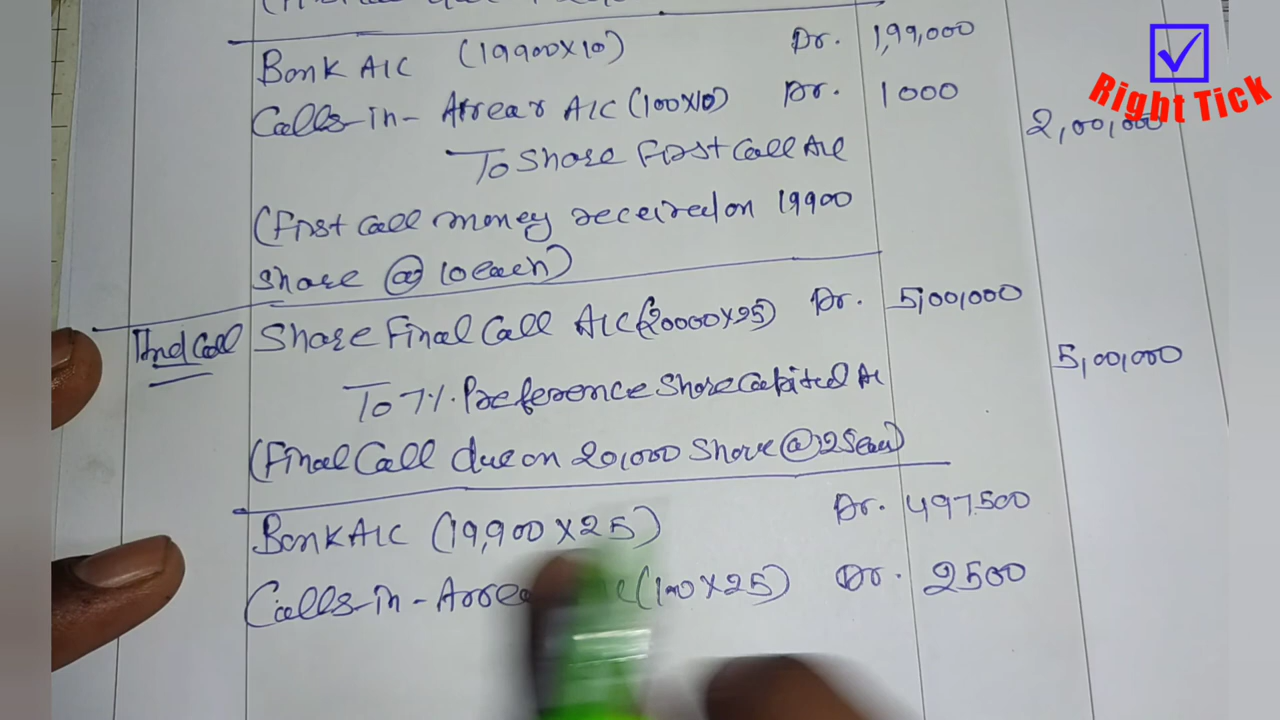 Bank A/C (19900×10) Dr. 1,99,000
Calls-in-Arrear A/C (100×10) Dr. 1000
2,00,000
To Share First Call A/c
(First Call money received on 19900
Share @ 10 each)
IInd Call Share Final Call A/C (20000×25) Dr. 5,00,000
To 7% Preference Share Capital Ac 5,00,000
(Final Call due on 20,000 Share @ 25 each)
Bank A/C (19,900×25) Dr. 497500
Calls-in-Arrea (100×25) Dr. 2500
Right Tick